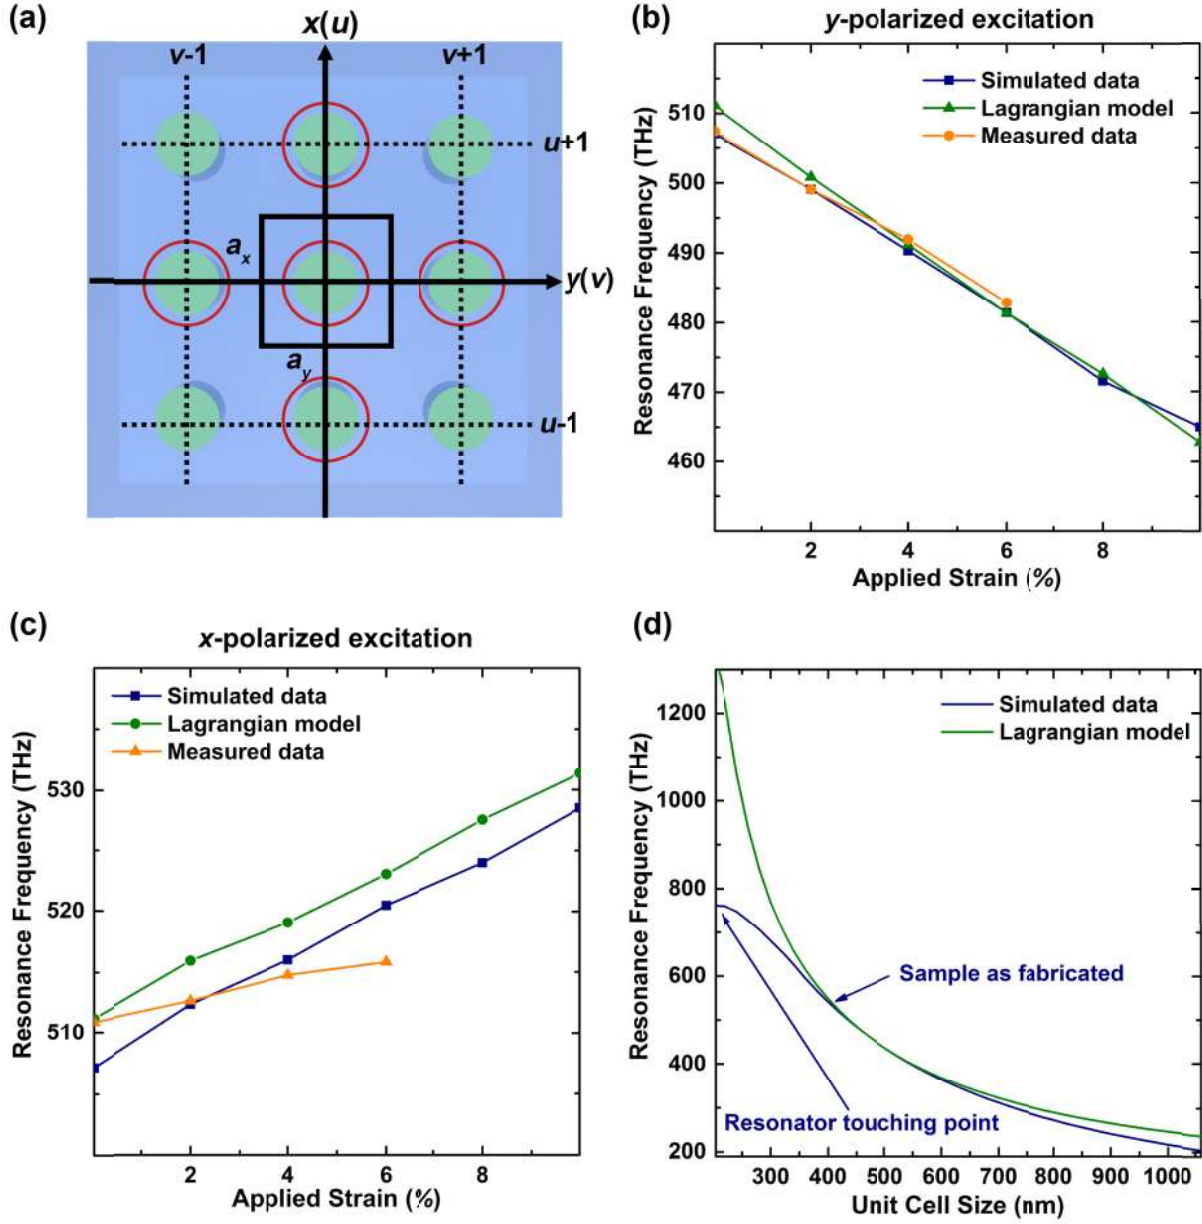 (a)
x(u)
v-1
v+1
u+1
a_x
y(v)
a_y
u-1
(b)
y-polarized excitation
Simulated data
Lagrangian model
Measured data
Resonance Frequency (THz)
510
500
490
480
470
460
2 4 6 8
Applied Strain (%)
(c)
x-polarized excitation
Simulated data
Lagrangian model
Measured data
Resonance Frequency (THz)
530
520
510
2 4 6 8
Applied Strain (%)
(d)
Simulated data
Lagrangian model
Resonance Frequency (THz)
1200
1000
800
600
400
200
Sample as fabricated
Resonator touching point
300 400 500 600 700 800 900 1000
Unit Cell Size (nm)